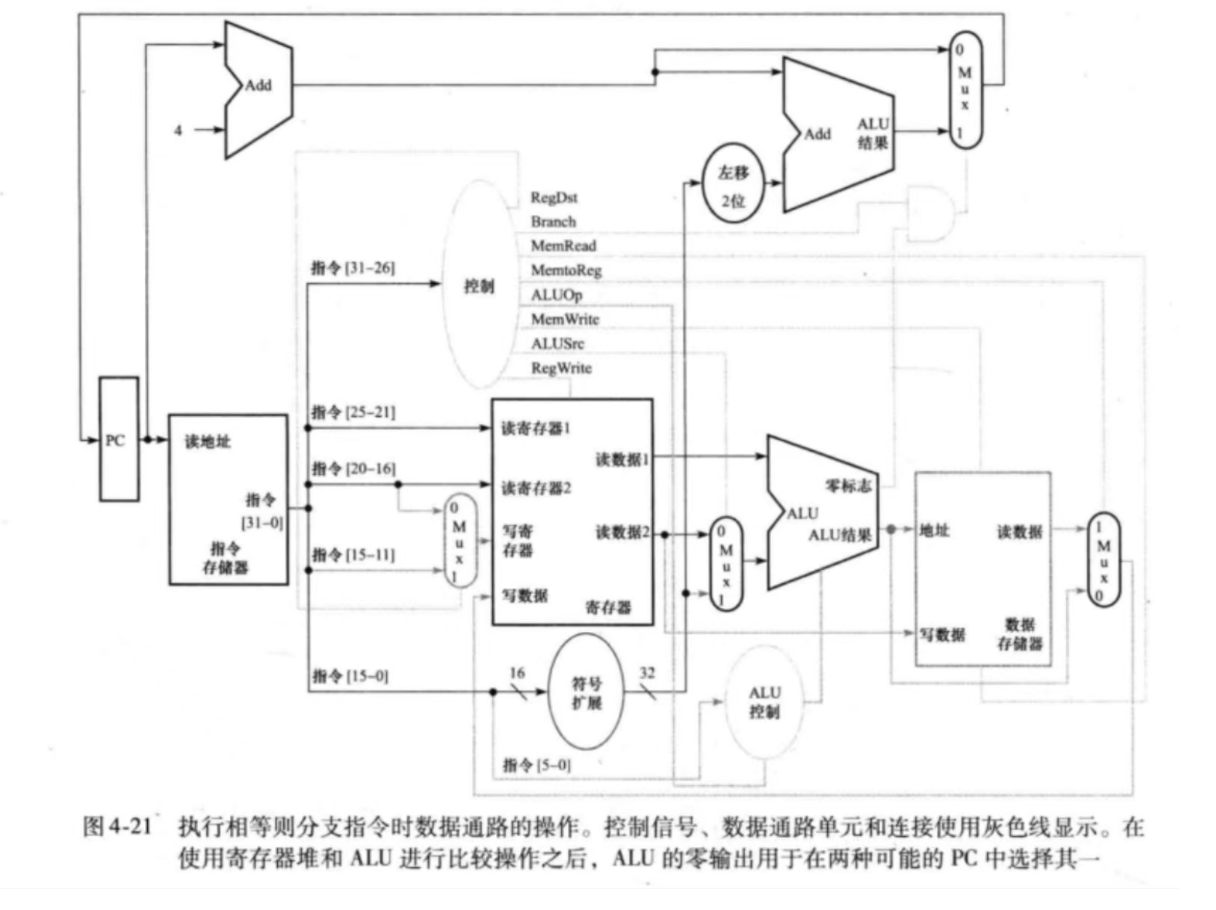 Add
4
0
Mux
1
Add
ALU
结果
左移
2位
RegDst
Branch
MemRead
MemtoReg
ALUOp
MemWrite
ALUSrc
RegWrite
控制
指令[31-26]
指令[25-21]
指令[20-16]
指令[15-11]
指令[15-0]
指令[5-0]
PC
读地址
指令
[31-0]
指令
存储器
0
Mux
1
读寄存器1
读寄存器2
写寄
存器
写数据
读数据1
读数据2
寄存器
16
符号
扩展
32
0
Mux
1
零标志
ALU
ALU结果
ALU
控制
地址
读数据
写数据
数据
存储器
1
Mux
0
图4-21 执行相等则分支指令时数据通路的操作。控制信号、数据通路单元和连接使用灰色线显示。在
使用寄存器堆和 ALU 进行比较操作之后，ALU 的零输出用于在两种可能的 PC 中选择其一